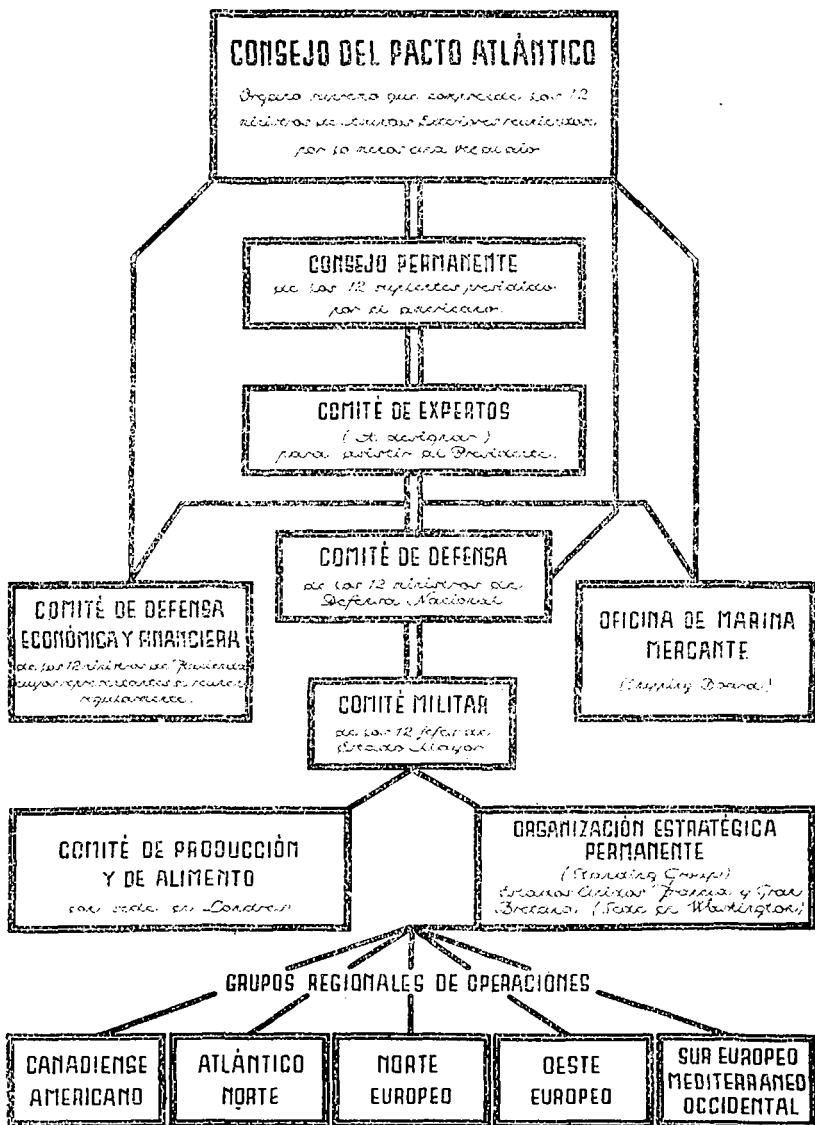 CONSEJO DEL PACTO ATLÁNTICO
Organo supremo que comprende los 12
ministros de Asuntos Exteriores reunidos
por lo menos una vez al año
CONSEJO PERMANENTE
de los 12 suplentes presidido
por el americano.
COMITÉ DE EXPERTOS
(A designar)
para asistir al Presidente.
COMITÉ DE DEFENSA
de los 12 ministros de
Defensa Nacional
COMITÉ DE DEFENSA
ECONÓMICA Y FINANCIERA
de los 12 ministros de Hacienda
cuyos representantes se reunen
regularmente.
OFICINA DE MARINA
MERCANTE
(Shipping Board)
COMITÉ MILITAR
de los 12 jefes de
Estado Mayor
COMITÉ DE PRODUCCIÓN
Y DE ALIMENTO
con sede en Londres
ORGANIZACIÓN ESTRATÉGICA
PERMANENTE
(Standing Group)
Estados Unidos Francia y Gran
Bretaña (Sede en Washington)
GRUPOS REGIONALES DE OPERACIONES
CANADIENSE
AMERICANO
ATLÁNTICO
NORTE
NORTE
EUROPEO
OESTE
EUROPEO
SUR EUROPEO
MEDITERRANEO
OCCIDENTAL